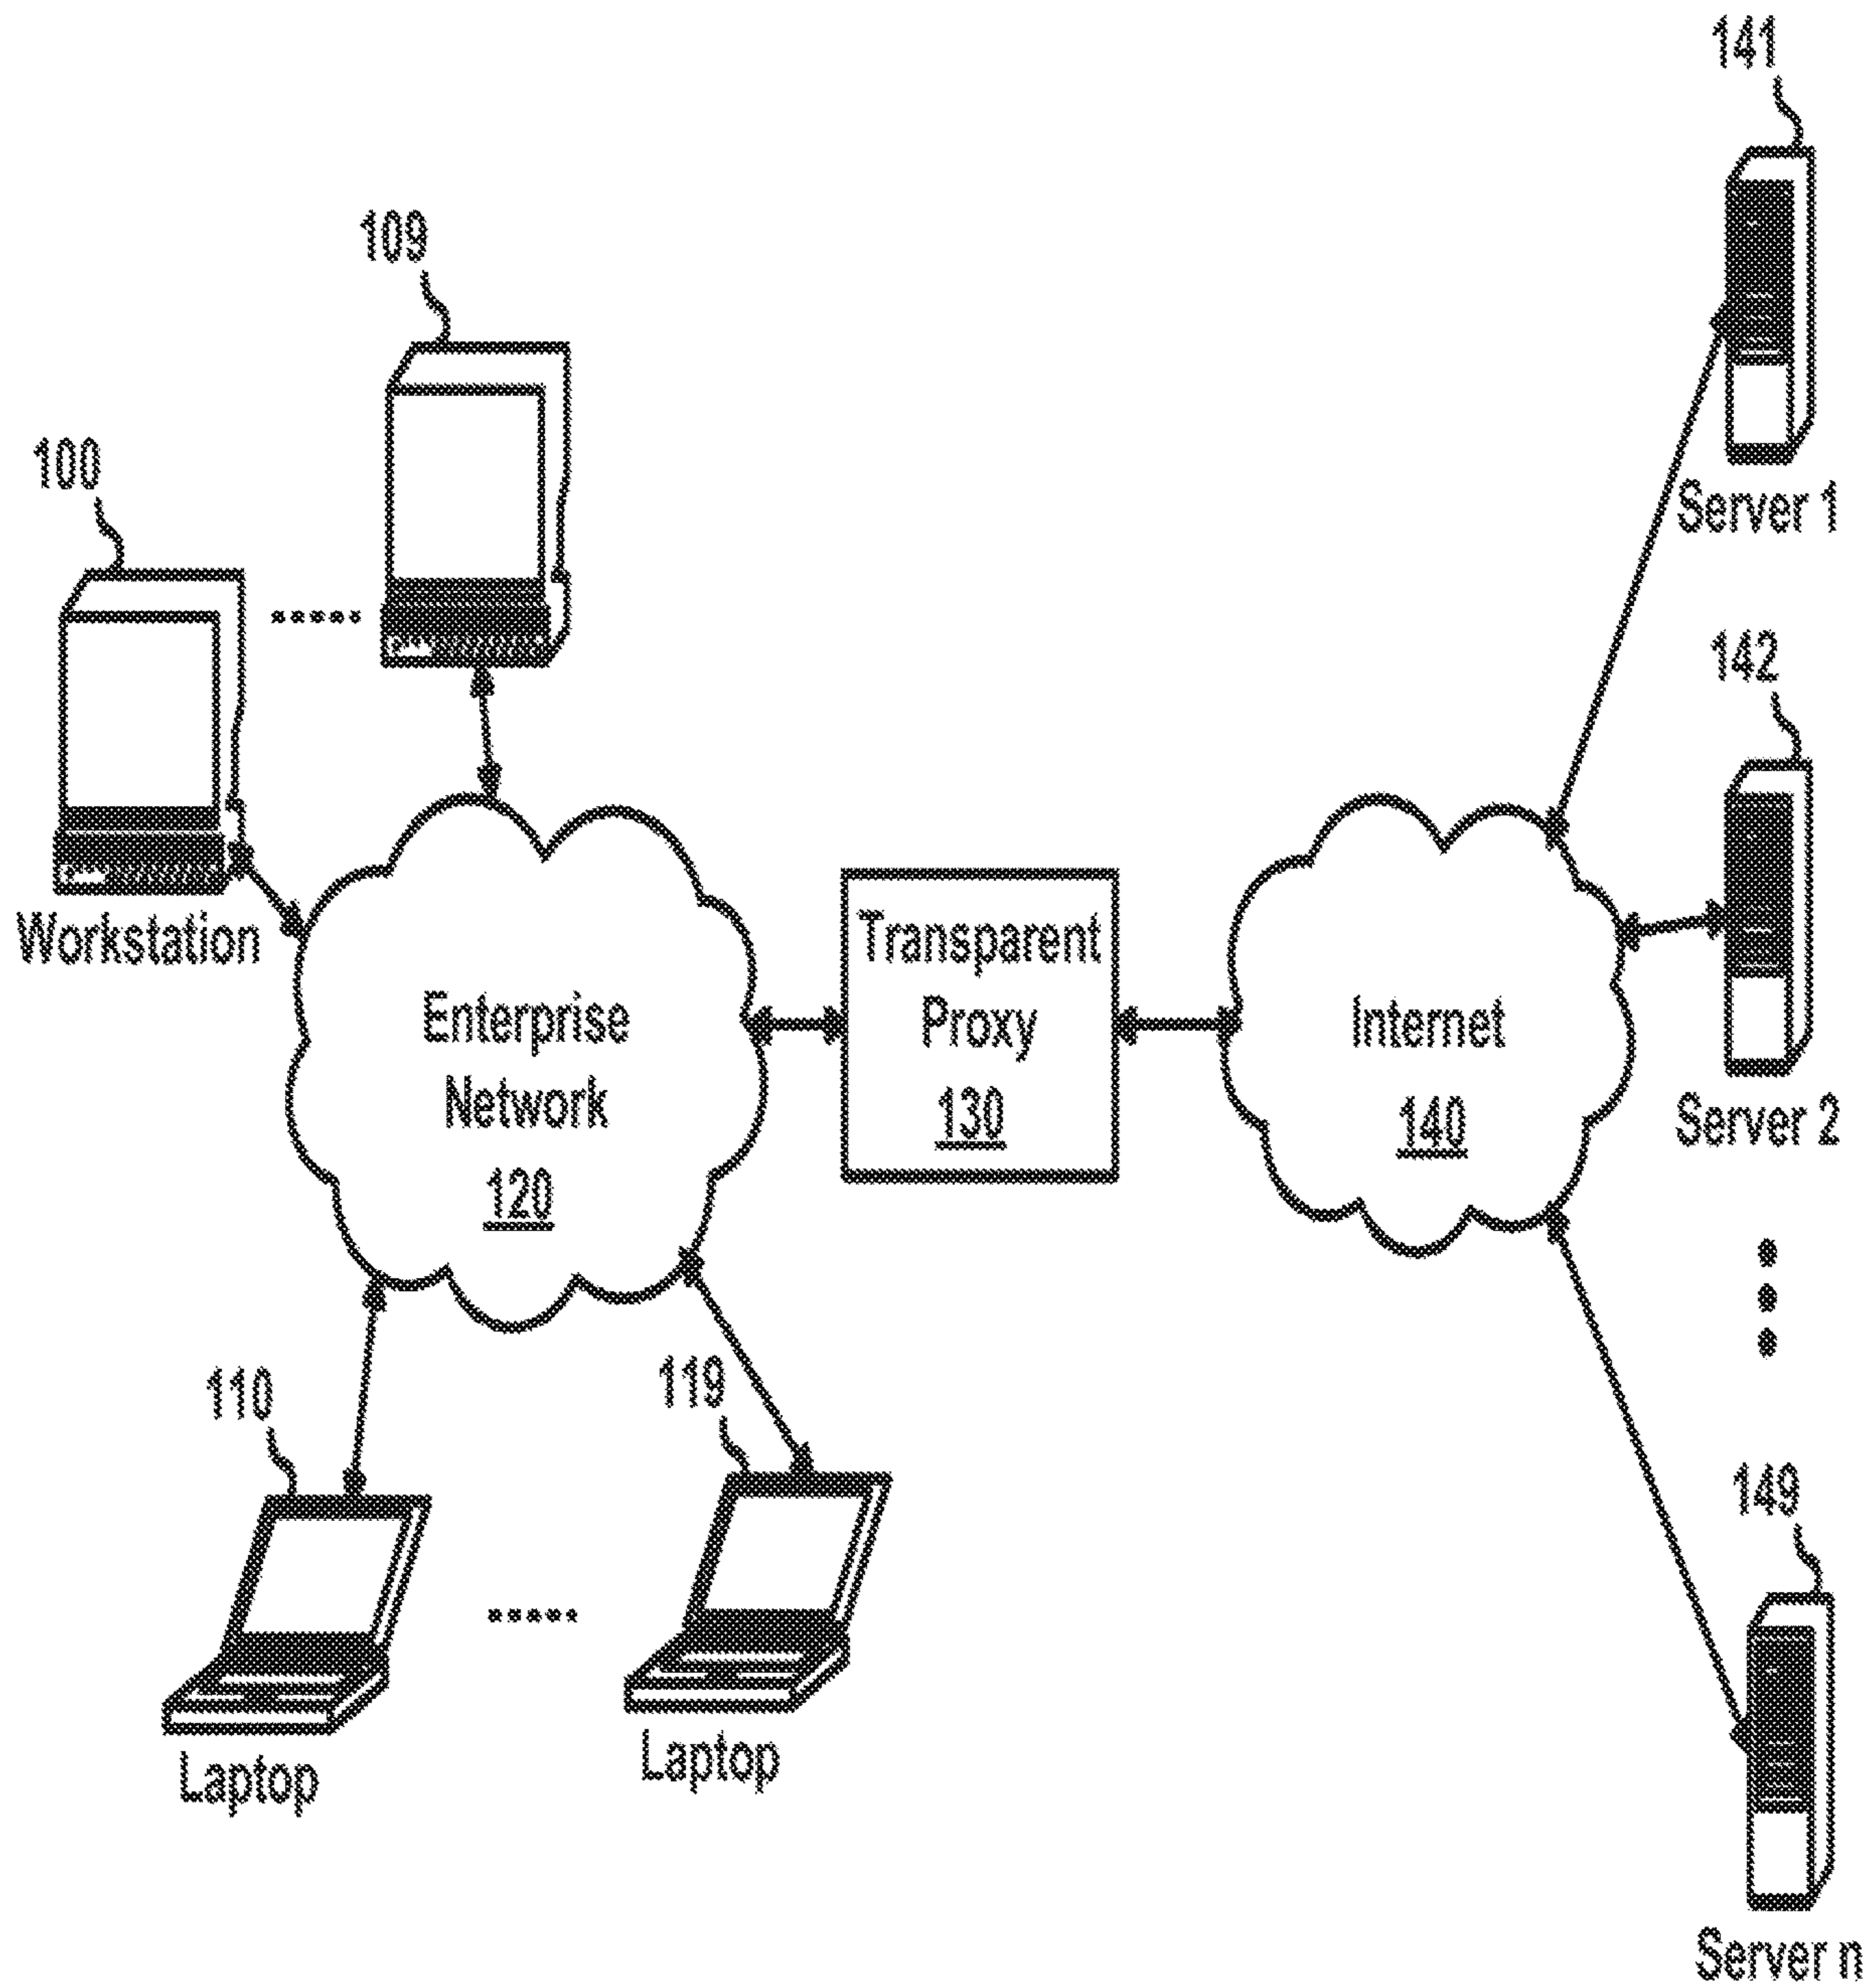 141
109
100
Server 1
142
Workstation
Transparent
Proxy
130
Enterprise
Network
120
Internet
140
Server 2
110
119
149
Laptop
Laptop
Server n